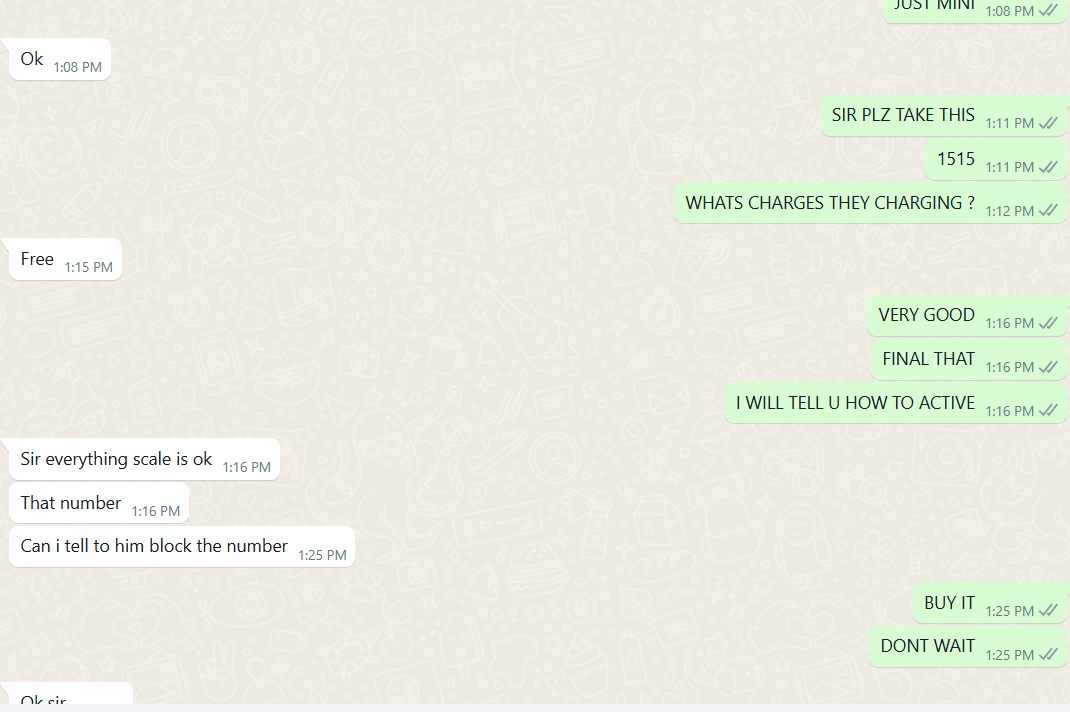 JUST MINI 1:08 PM
Ok 1:08 PM
SIR PLZ TAKE THIS 1:11 PM
1515 1:11 PM
WHATS CHARGES THEY CHARGING ? 1:12 PM
Free 1:15 PM
VERY GOOD 1:16 PM
FINAL THAT 1:16 PM
I WILL TELL U HOW TO ACTIVE 1:16 PM
Sir everything scale is ok 1:16 PM
That number 1:16 PM
Can i tell to him block the number 1:25 PM
BUY IT 1:25 PM
DONT WAIT 1:25 PM
Ok sir